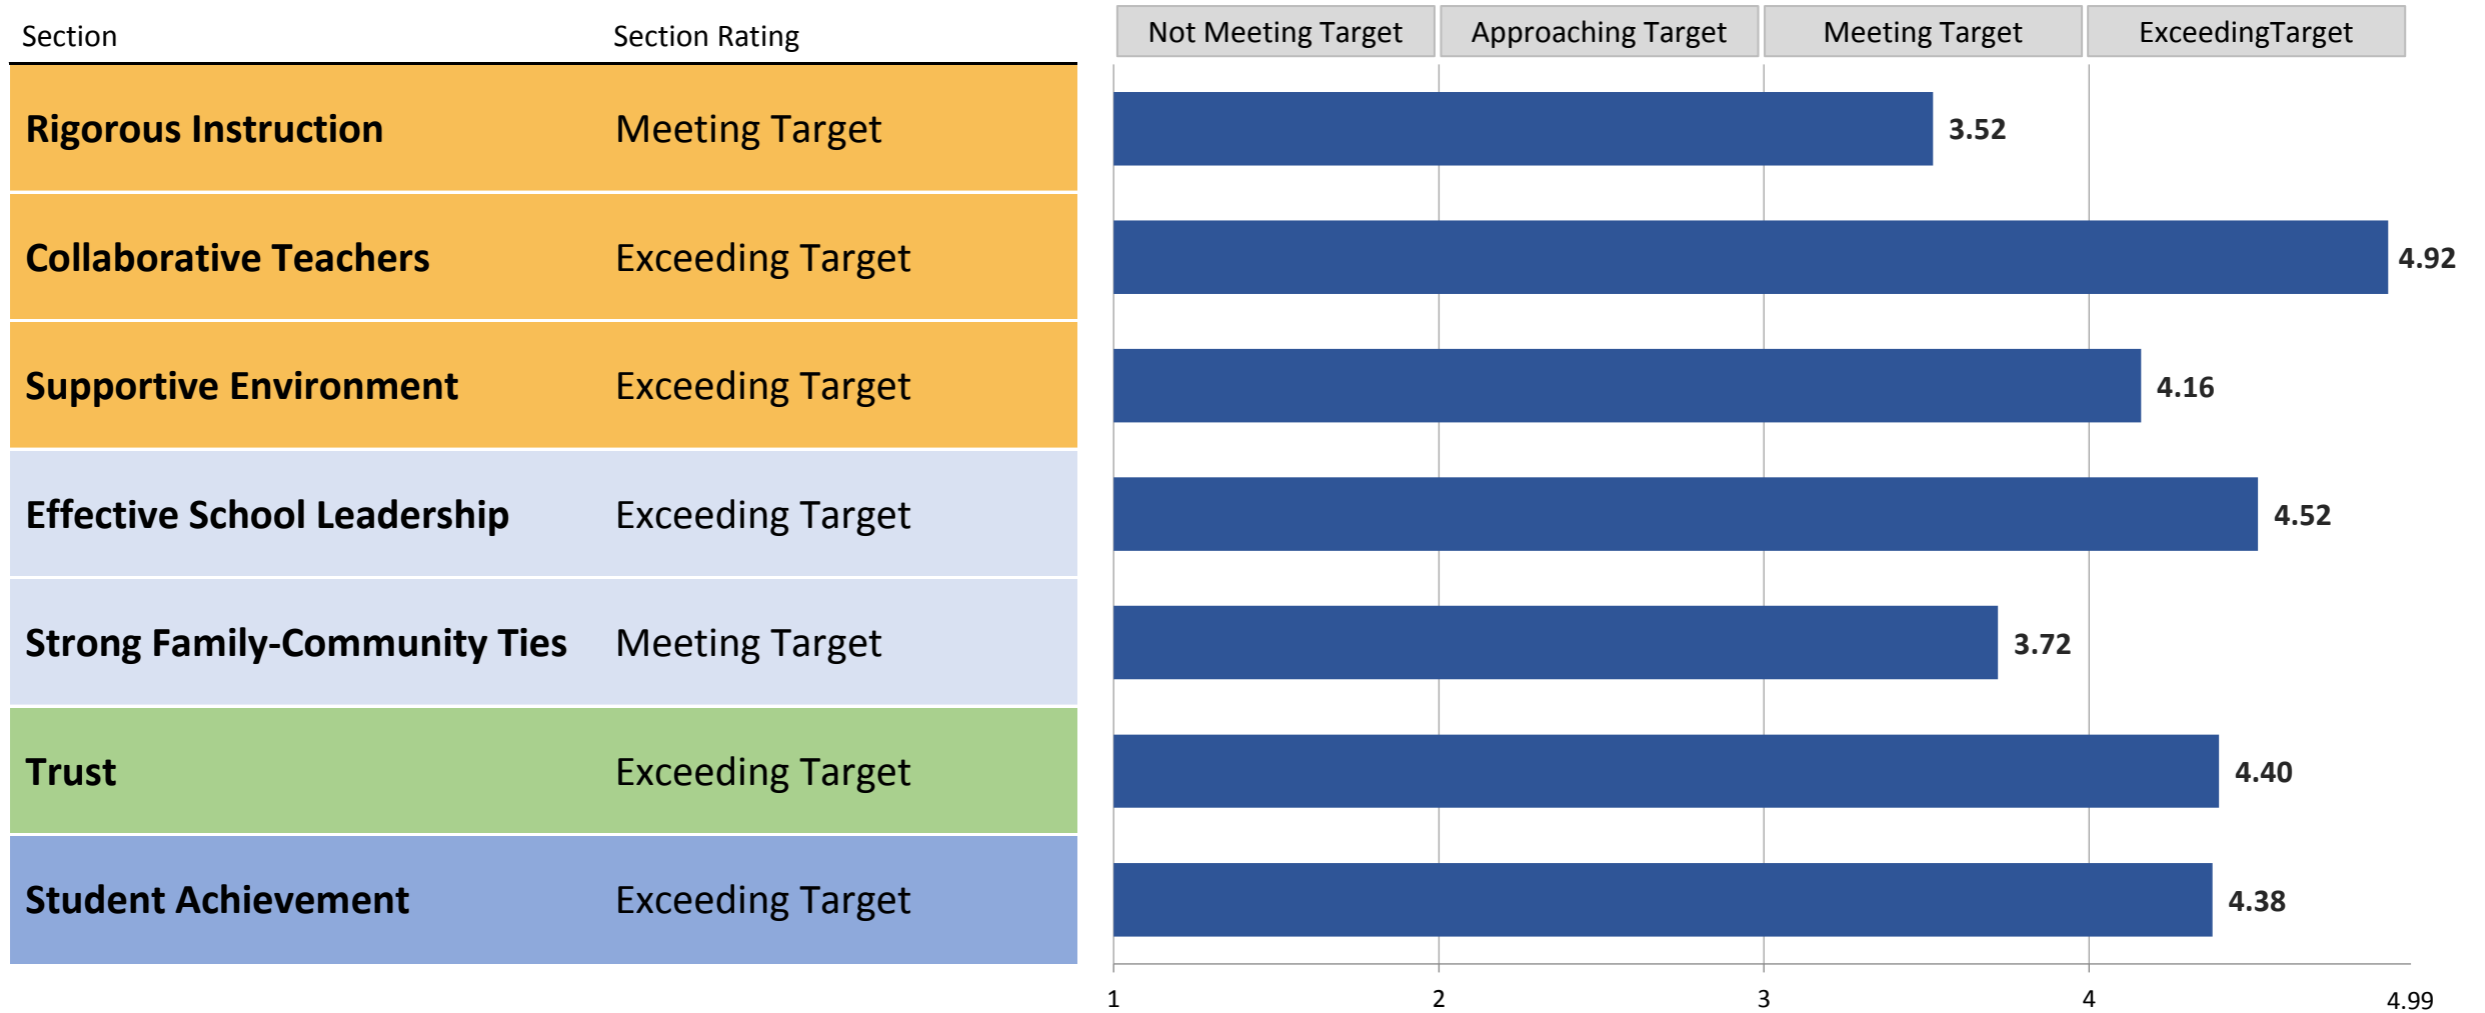 Section Section Rating Not Meeting Target Approaching Target Meeting Target ExceedingTarget
Rigorous Instruction Meeting Target 3.52
Collaborative Teachers Exceeding Target 4.92
Supportive Environment Exceeding Target 4.16
Effective School Leadership Exceeding Target 4.52
Strong Family-Community Ties Meeting Target 3.72
Trust Exceeding Target 4.40
Student Achievement Exceeding Target 4.38
1 2 3 4 4.99